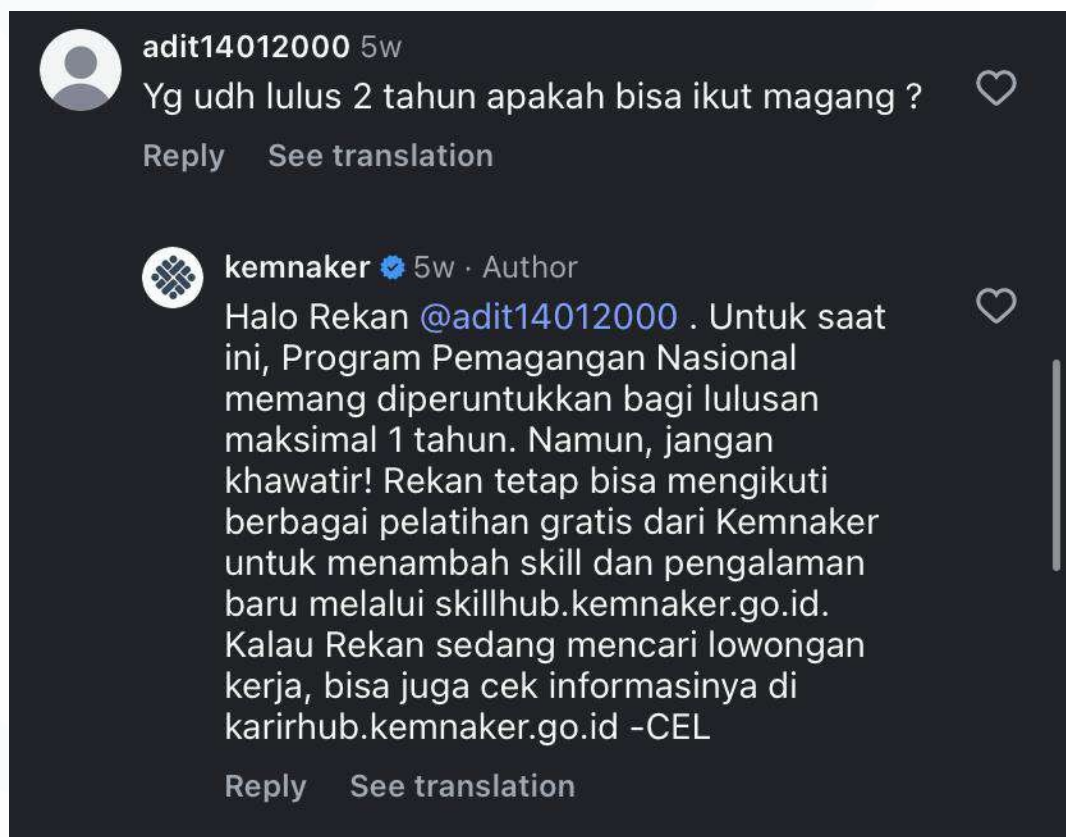 adit14012000 5w
Yg udh lulus 2 tahun apakah bisa ikut magang ?
Reply See translation
kemnaker 5w · Author
Halo Rekan @adit14012000 . Untuk saat
ini, Program Pemagangan Nasional
memang diperuntukkan bagi lulusan
maksimal 1 tahun. Namun, jangan
khawatir! Rekan tetap bisa mengikuti
berbagai pelatihan gratis dari Kemnaker
untuk menambah skill dan pengalaman
baru melalui skillhub.kemnaker.go.id.
Kalau Rekan sedang mencari lowongan
kerja, bisa juga cek informasinya di
karirhub.kemnaker.go.id -CEL
Reply See translation